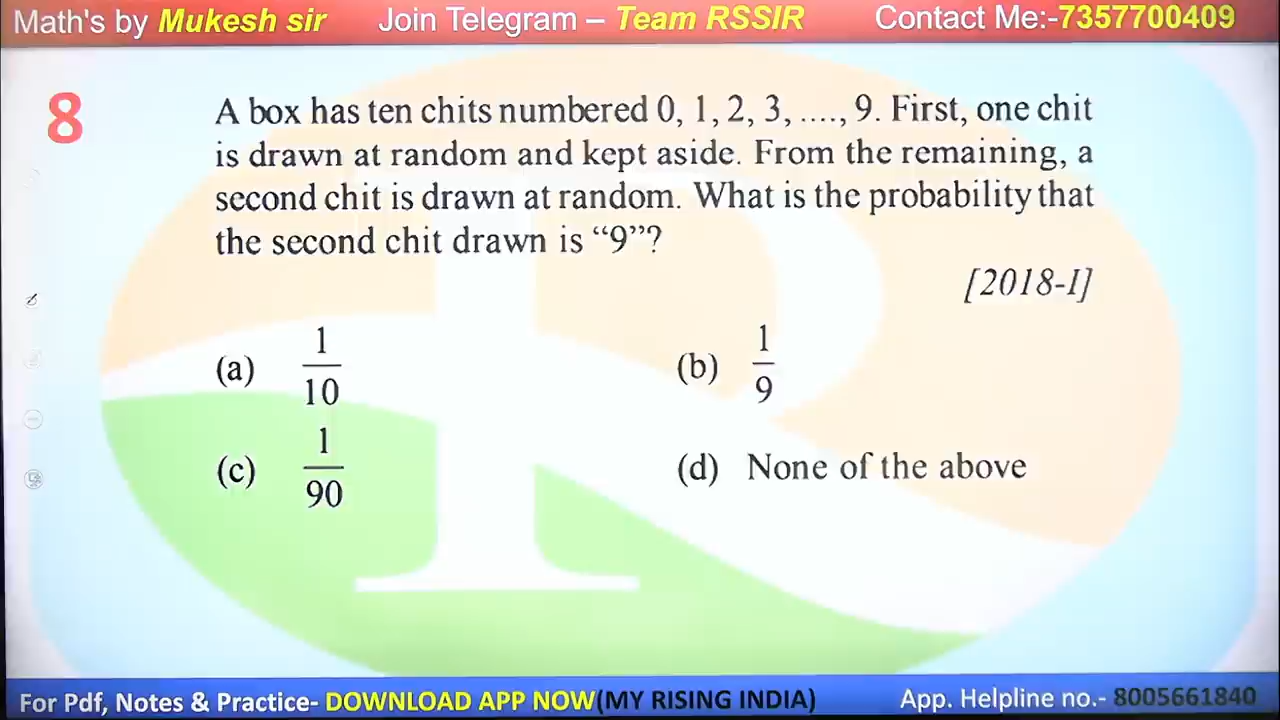 Math's by Mukesh sir Join Telegram – Team RSSIR Contact Me:-7357700409
8
A box has ten chits numbered 0, 1, 2, 3, ...., 9. First, one chit
is drawn at random and kept aside. From the remaining, a
second chit is drawn at random. What is the probability that
the second chit drawn is “9”?
[2018-I]
(a) 1/10 (b) 1/9
(c) 1/90 (d) None of the above
For Pdf, Notes & Practice- DOWNLOAD APP NOW(MY RISING INDIA) App. Helpline no.- 8005661840